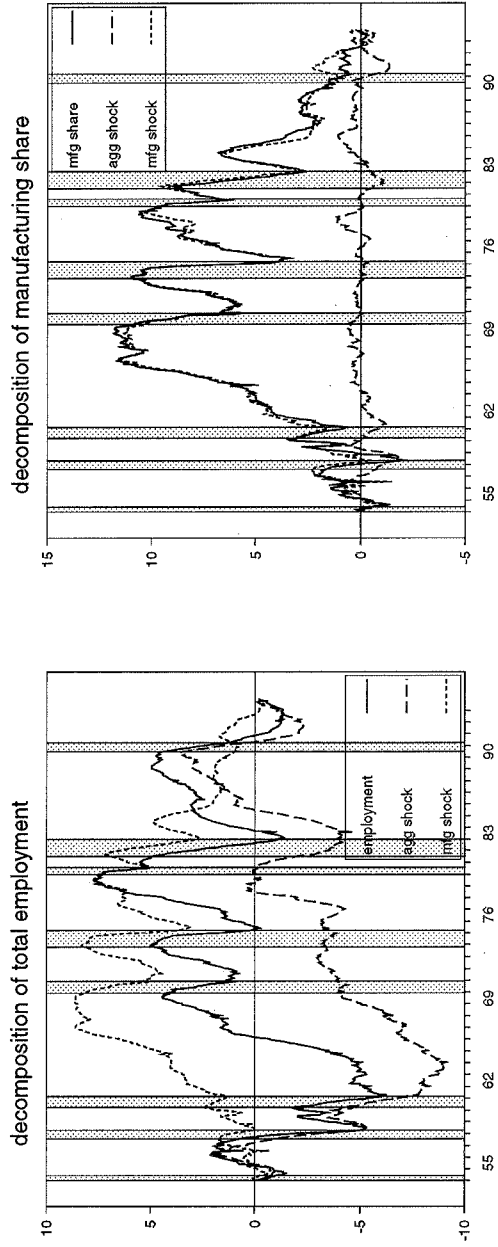 decomposition of total employment
10
5
0
-5
-10
employment
agg shock
mfg shock
55
62
69
76
83
90
decomposition of manufacturing share
15
10
5
0
-5
mfg share
agg shock
mfg shock
55
62
69
76
83
90